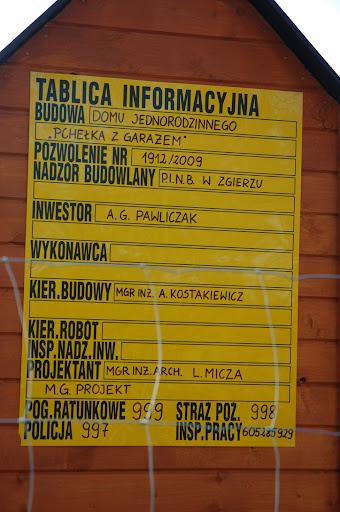 TABLICA INFORMACYJNA
BUDOWA DOMU JEDNORODZINNEGO
"PCHEŁKA Z GARAŻEM"
POZWOLENIE NR 1912/2009
NADZÓR BUDOWLANY P.I.N.B. W ZGIERZU
INWESTOR A. G. PAWLICZAK
WYKONAWCA
KIER.BUDOWY MGR INŻ. A. KOSTAKIEWICZ
KIER.ROBÓT
INSP.NADZ.INW.
PROJEKTANT MGR INŻ. ARCH. L. MICZA
M.G. PROJEKT
POG.RATUNKOWE 999 STRAŻ POŻ. 998
POLICJA 997 INSP.PRACY 605285929